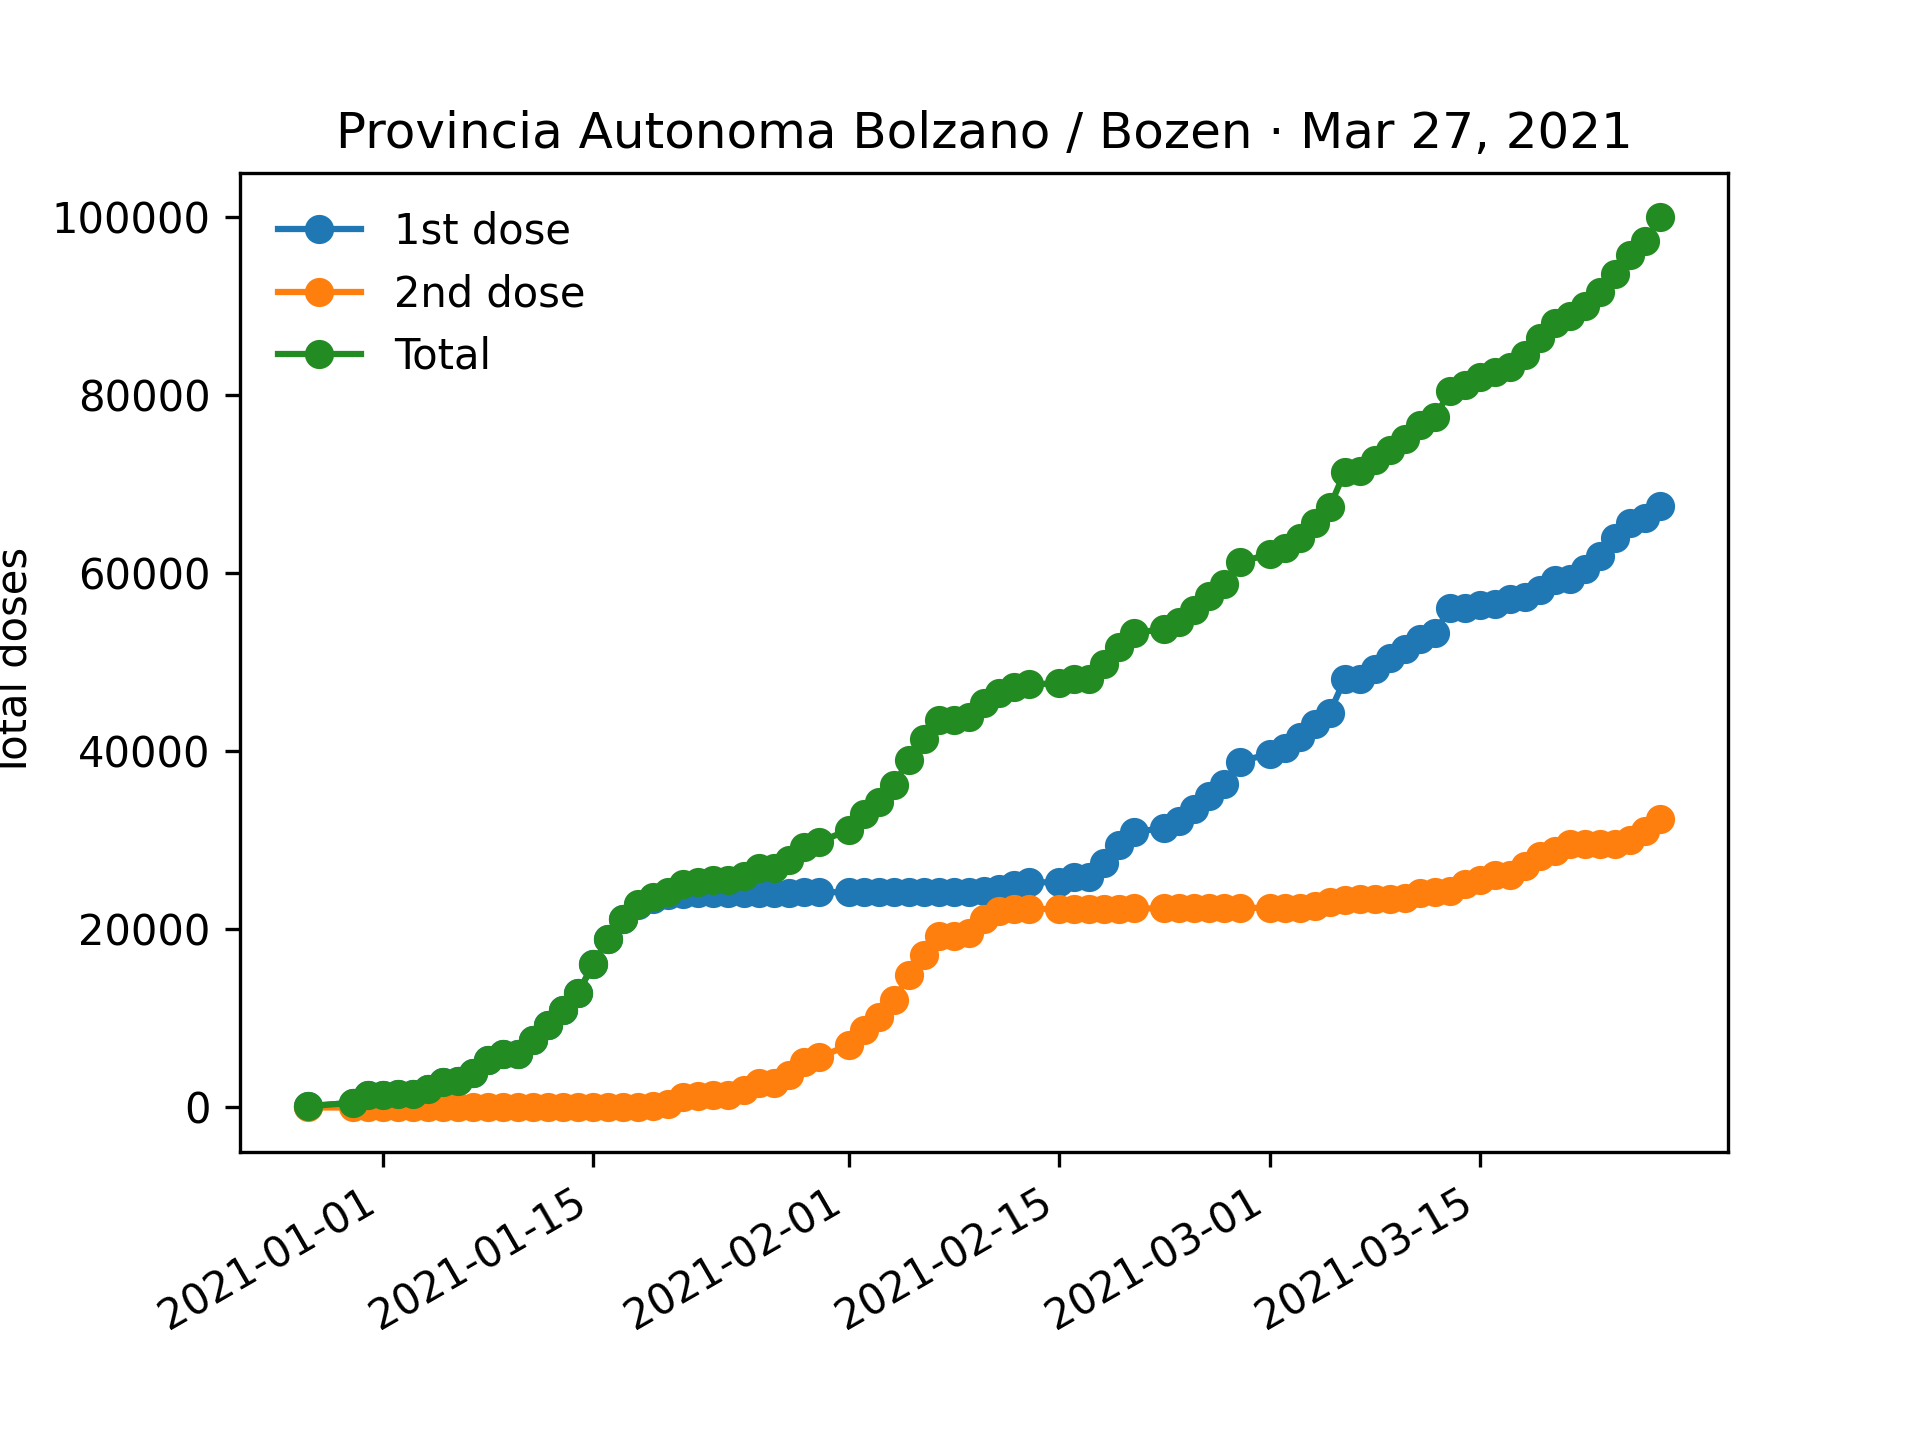 Provincia Autonoma Bolzano / Bozen · Mar 27, 2021
1st dose
2nd dose
Total
Total doses
100000
80000
60000
40000
20000
0
2021-01-01
2021-01-15
2021-02-01
2021-02-15
2021-03-01
2021-03-15